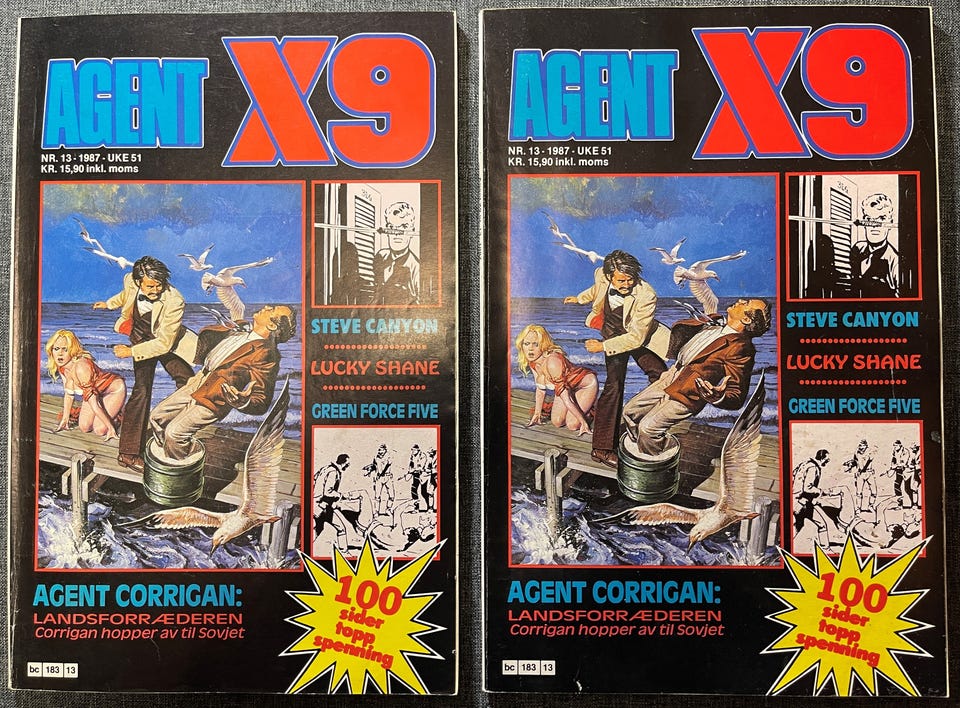 AGENT X9
NR. 13 - 1987 - UKE 51
KR. 15,90 inkl. moms
STEVE CANYON
LUCKY SHANE
GREEN FORCE FIVE
AGENT CORRIGAN:
LANDSFORRÆDEREN
Corrigan hopper av til Sovjet
100
sider
topp
spenning
bc 183 13
AGENT X9
NR. 13 - 1987 - UKE 51
KR. 15,90 inkl. moms
STEVE CANYON
LUCKY SHANE
GREEN FORCE FIVE
AGENT CORRIGAN:
LANDSFORRÆDEREN
Corrigan hopper av til Sovjet
100
sider
topp
spenning
bc 183 13